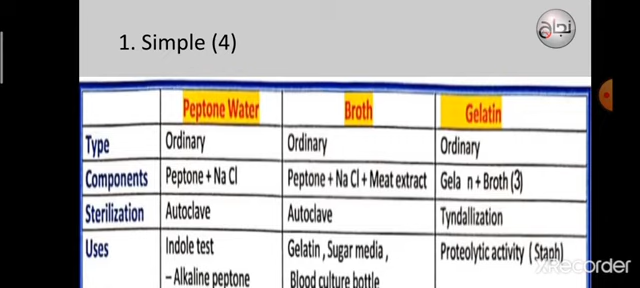 1. Simple (4)
نجاح
Peptone Water Broth Gelatin
Type Ordinary Ordinary Ordinary
Components Peptone + Na Cl Peptone + Na Cl + Meat extract Gela n + Broth (3)
Sterilization Autoclave Autoclave Tyndallization
Uses Indole test Gelatin , Sugar media , Proteolytic activity ( Staph)
– Alkaline peptone Blood culture bottle
XRecorder